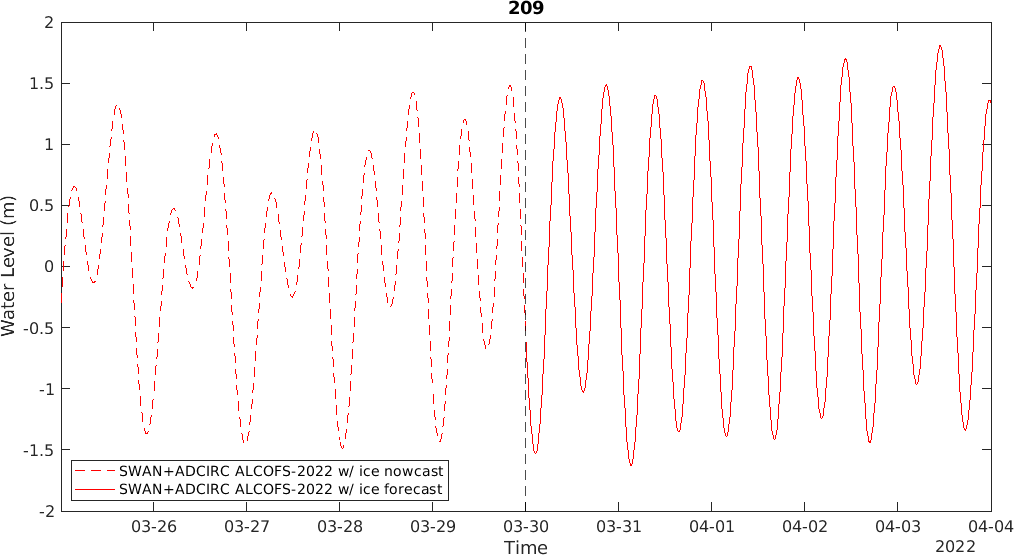 209
Water Level (m)
2
1.5
1
0.5
0
-0.5
-1
-1.5
-2
SWAN+ADCIRC ALCOFS-2022 w/ ice nowcast
SWAN+ADCIRC ALCOFS-2022 w/ ice forecast
03-26 03-27 03-28 03-29 03-30 03-31 04-01 04-02 04-03 04-04
Time
2022